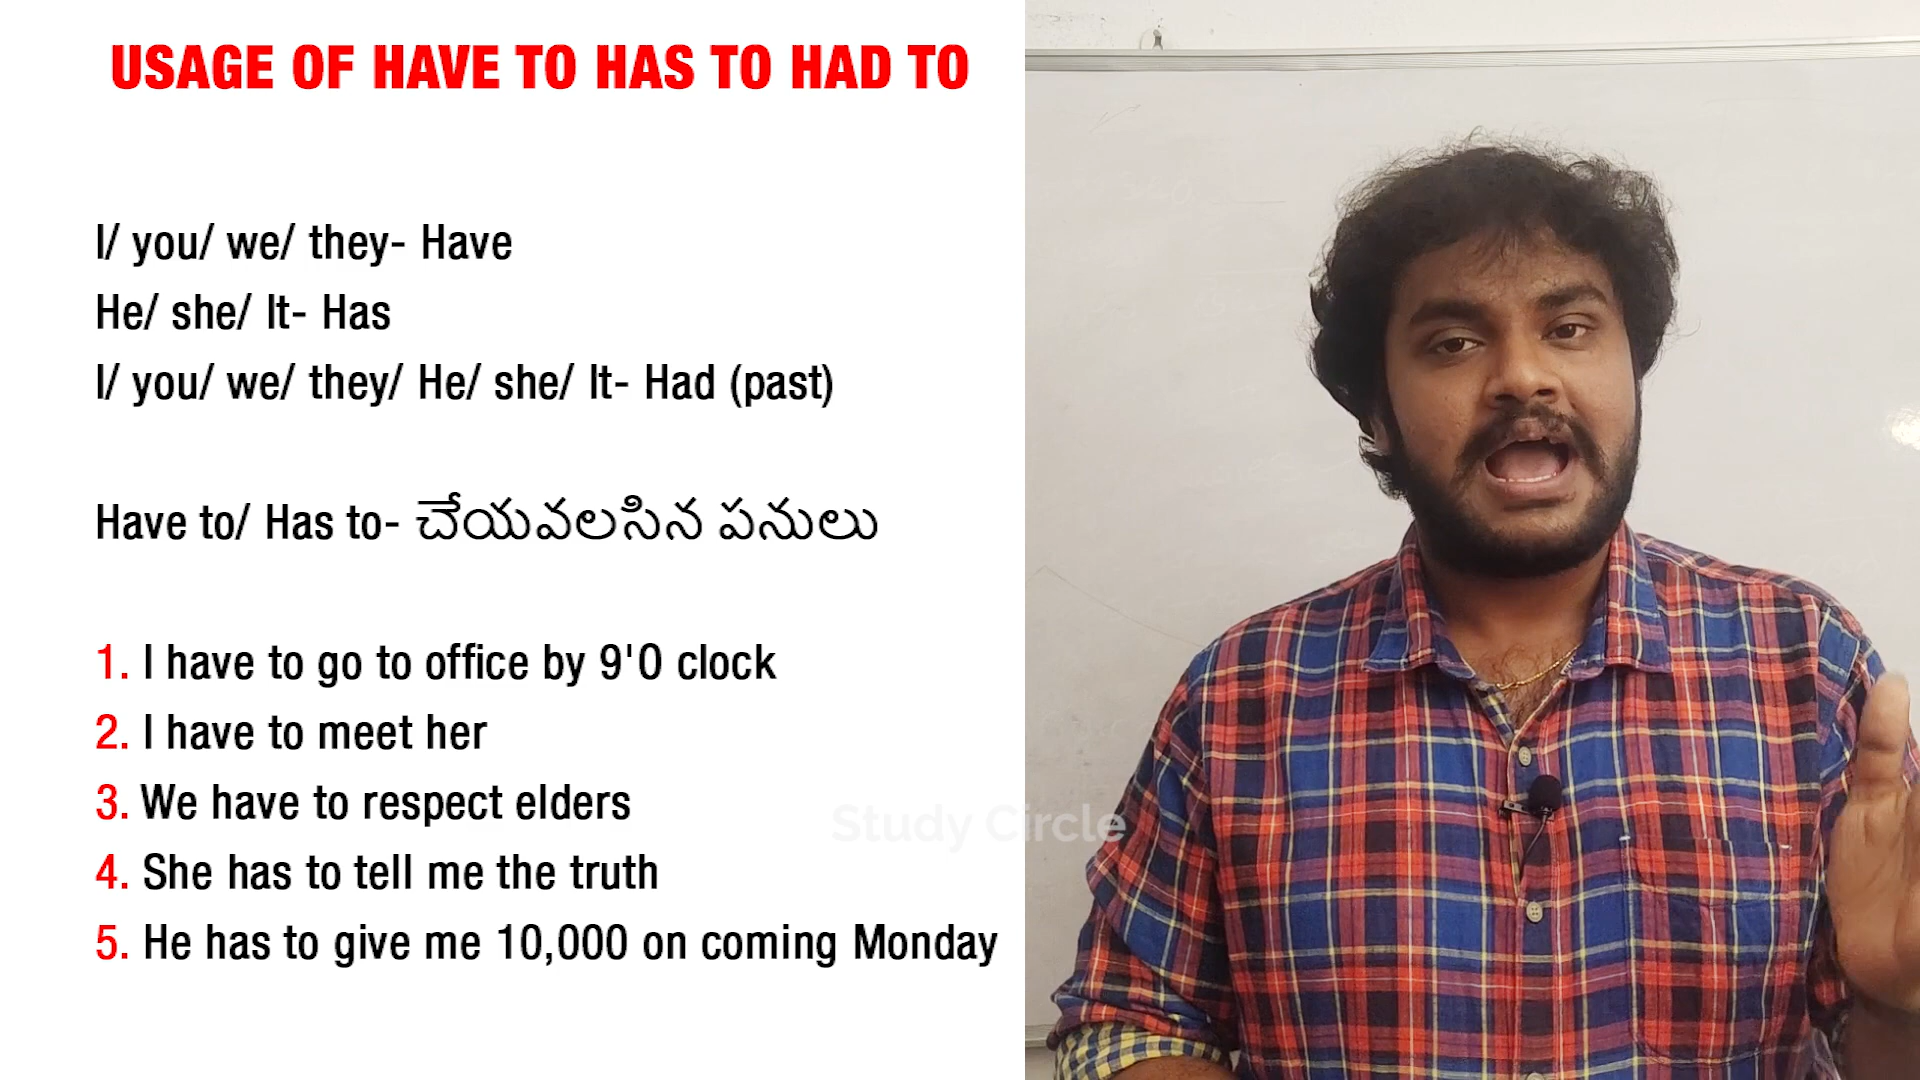 USAGE OF HAVE TO HAS TO HAD TO
I/ you/ we/ they- Have
He/ she/ It- Has
I/ you/ we/ they/ He/ she/ It- Had (past)
Have to/ Has to- చేయవలసిన పనులు
1. I have to go to office by 9'O clock
2. I have to meet her
3. We have to respect elders
4. She has to tell me the truth
5. He has to give me 10,000 on coming Monday
Study Circle